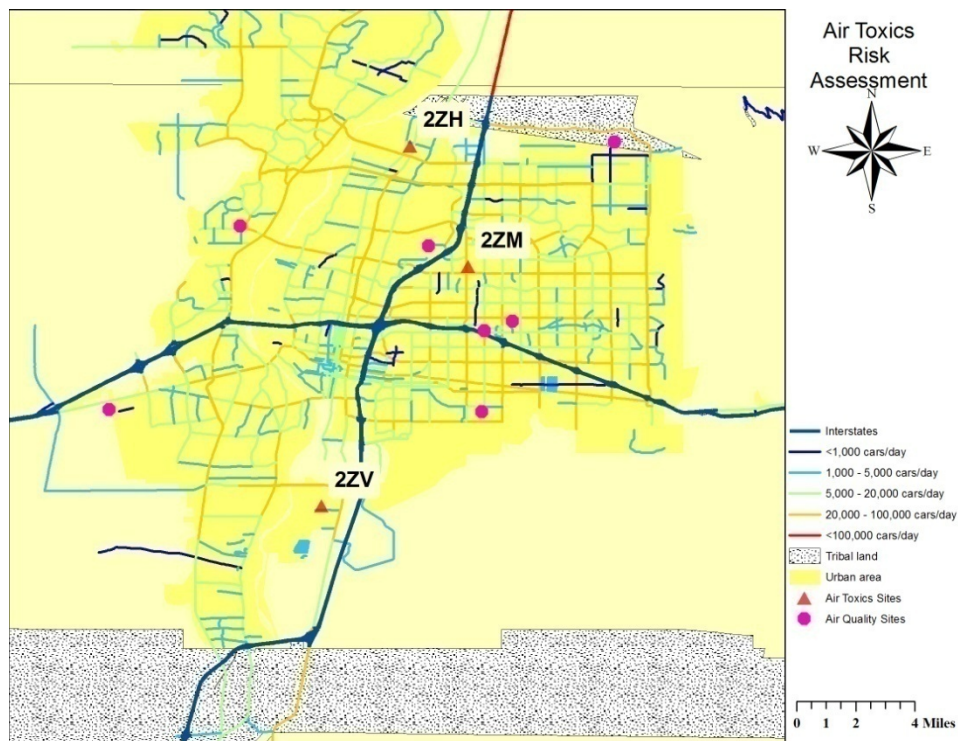 Air Toxics
Risk
Assessment
N
W
E
S
2ZH
2ZM
2ZV
Interstates
<1,000 cars/day
1,000 - 5,000 cars/day
5,000 - 20,000 cars/day
20,000 - 100,000 cars/day
<100,000 cars/day
Tribal land
Urban area
Air Toxics Sites
Air Quality Sites
0 1 2 4 Miles